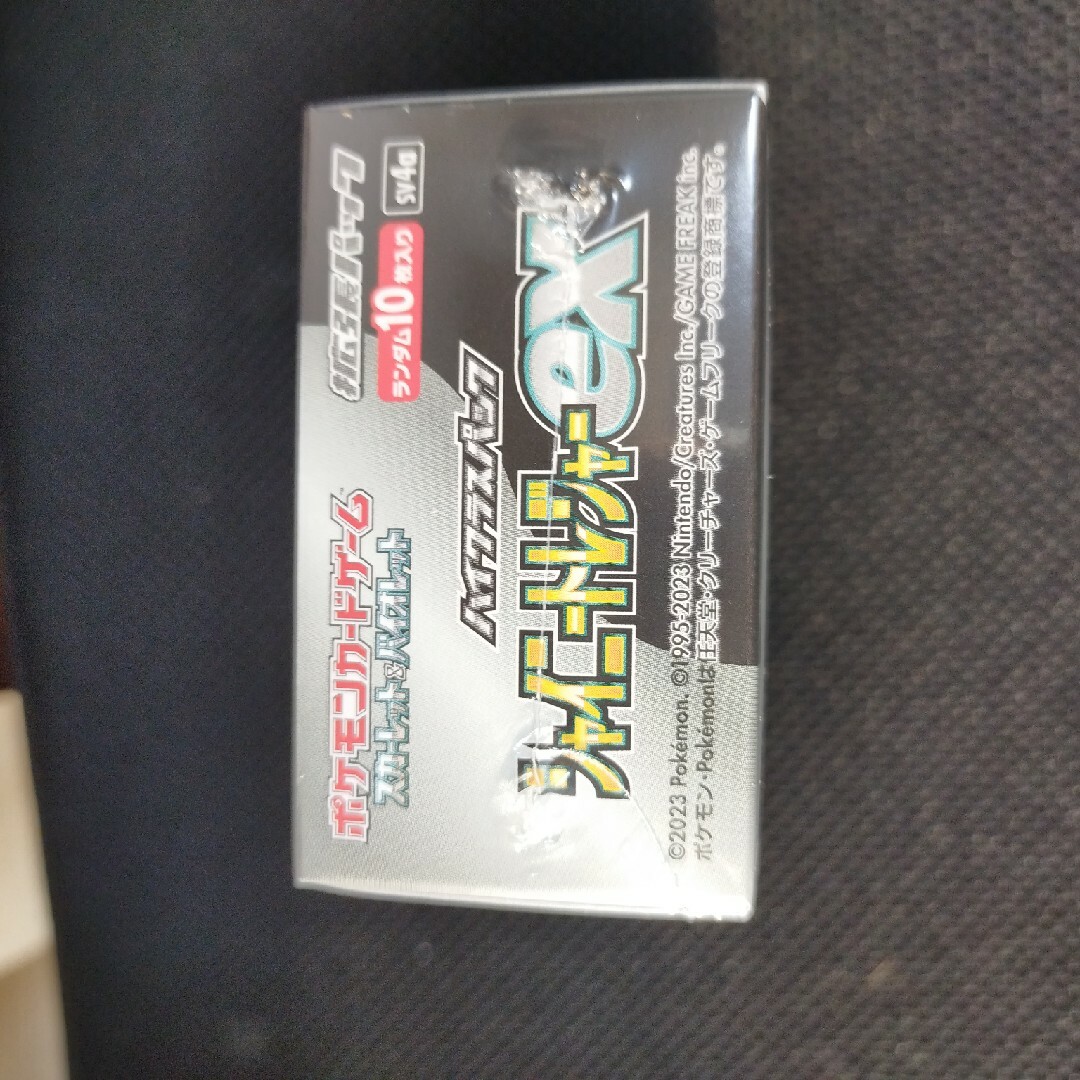 ポケモンカードゲーム
スカーレット&バイオレット
拡張パック
ランダム10枚入り
sv4a
ハイクラスパック
シャイニートレジャーex
©2023 Pokémon. ©1995-2023 Nintendo/Creatures Inc./GAME FREAK inc.
ポケモン・Pokémonは任天堂・クリーチャーズ・ゲームフリークの登録商標です。